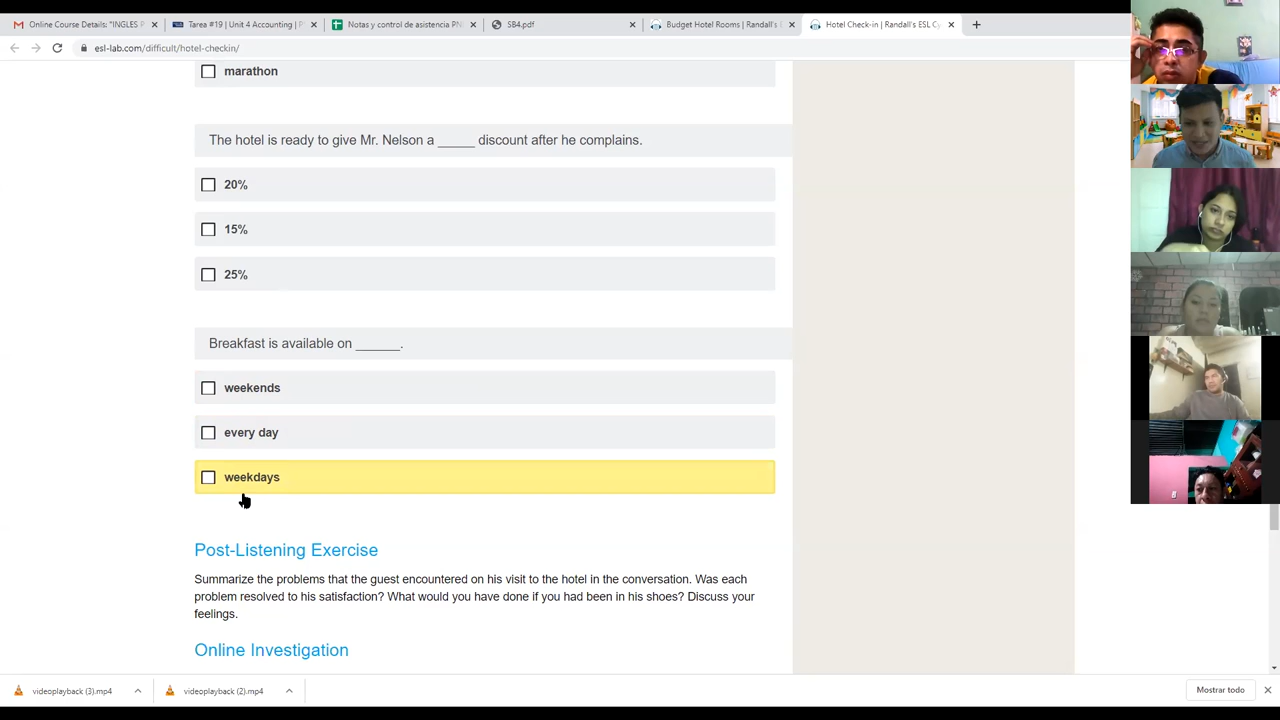 Online Course Details: "INGLES P
Tarea #19 | Unit 4 Accounting | P
Notas y control de asistencia PN
SB4.pdf
Budget Hotel Rooms | Randall's E
Hotel Check-in | Randall's ESL Cy
esl-lab.com/difficult/hotel-checkin/
marathon
The hotel is ready to give Mr. Nelson a _____ discount after he complains.
20%
15%
25%
Breakfast is available on ______.
weekends
every day
weekdays
Post-Listening Exercise
Summarize the problems that the guest encountered on his visit to the hotel in the conversation. Was each
problem resolved to his satisfaction? What would you have done if you had been in his shoes? Discuss your
feelings.
Online Investigation
videoplayback (3).mp4
videoplayback (2).mp4
Mostrar todo